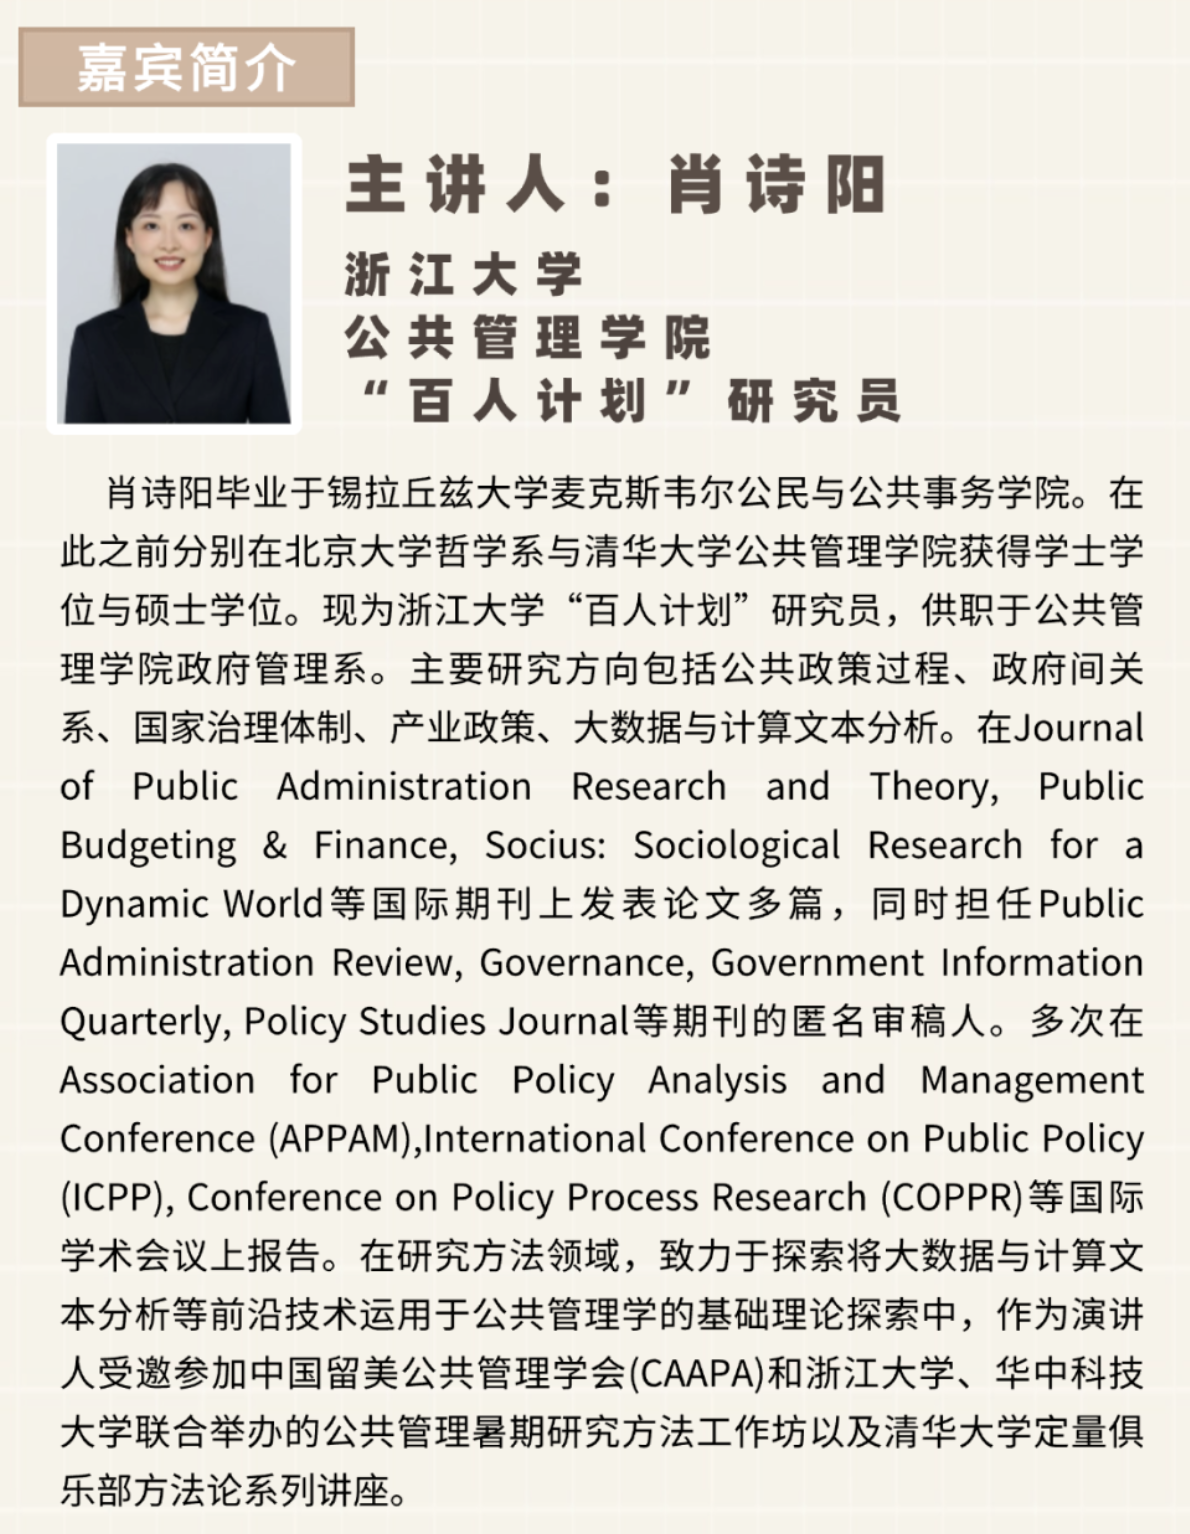 嘉宾简介
主讲人：肖诗阳
浙江大学
公共管理学院
“百人计划”研究员
肖诗阳毕业于锡拉丘兹大学麦克斯韦尔公民与公共事务学院。在
此之前分别在北京大学哲学系与清华大学公共管理学院获得学士学
位与硕士学位。现为浙江大学“百人计划”研究员，供职于公共管
理学院政府管理系。主要研究方向包括公共政策过程、政府间关
系、国家治理体制、产业政策、大数据与计算文本分析。在Journal
of Public Administration Research and Theory, Public
Budgeting & Finance, Socius: Sociological Research for a
Dynamic World等国际期刊上发表论文多篇，同时担任Public
Administration Review, Governance, Government Information
Quarterly, Policy Studies Journal等期刊的匿名审稿人。多次在
Association for Public Policy Analysis and Management
Conference (APPAM),International Conference on Public Policy
(ICPP), Conference on Policy Process Research (COPPR)等国际
学术会议上报告。在研究方法领域，致力于探索将大数据与计算文
本分析等前沿技术运用于公共管理学的基础理论探索中，作为演讲
人受邀参加中国留美公共管理学会(CAAPA)和浙江大学、华中科技
大学联合举办的公共管理暑期研究方法工作坊以及清华大学定量俱
乐部方法论系列讲座。